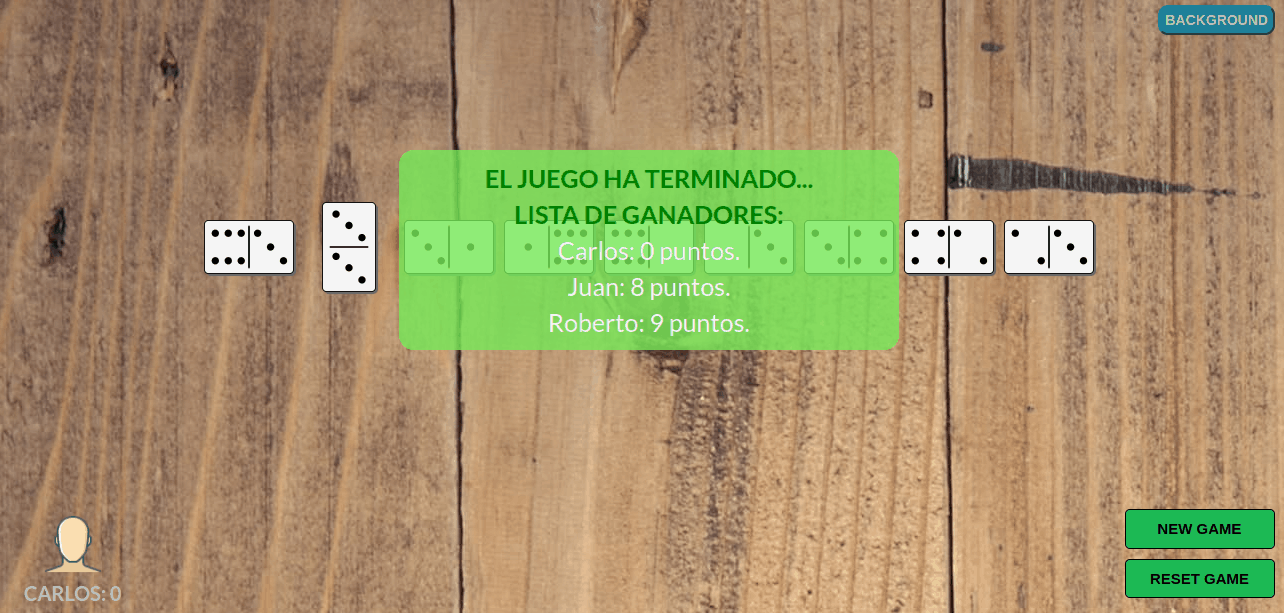 BACKGROUND
EL JUEGO HA TERMINADO...
LISTA DE GANADORES:
Carlos: 0 puntos.
Juan: 8 puntos.
Roberto: 9 puntos.
NEW GAME
RESET GAME
CARLOS: 0